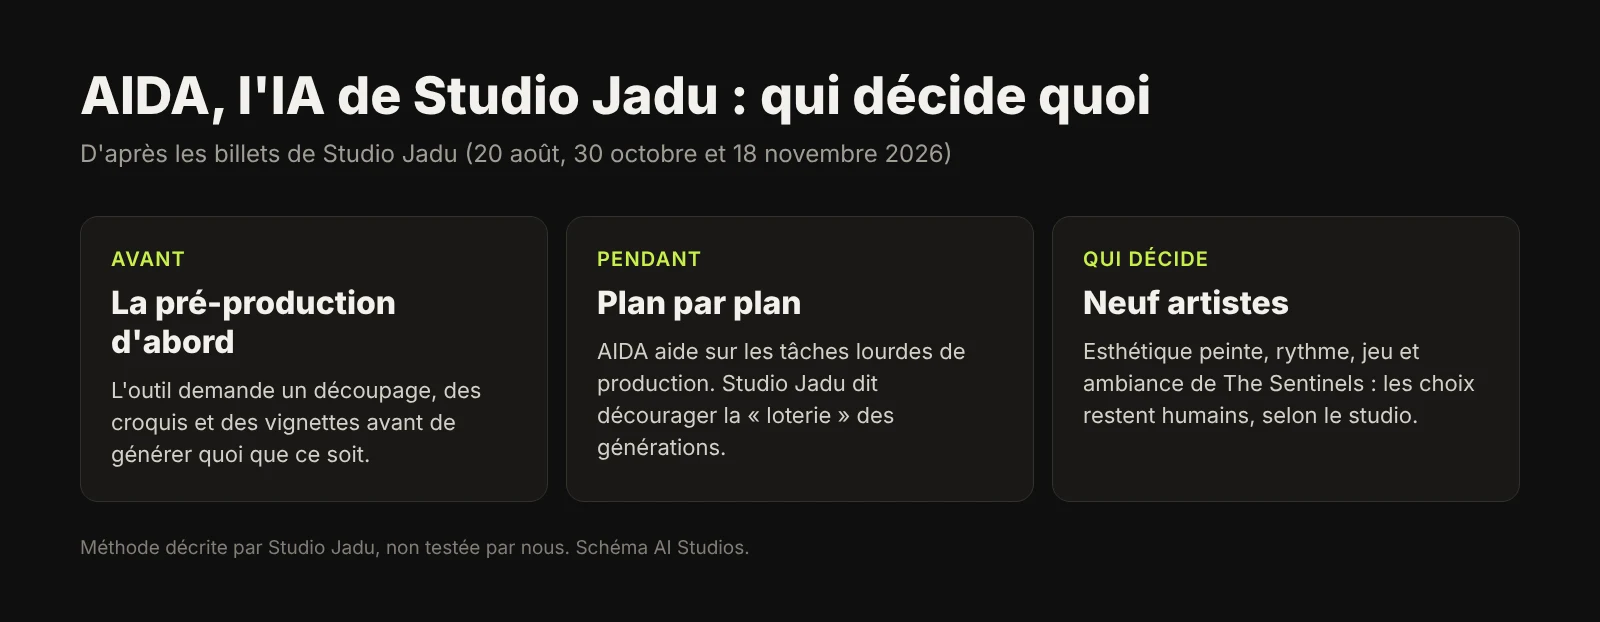 AIDA, l'IA de Studio Jadu : qui décide quoi
D'après les billets de Studio Jadu (20 août, 30 octobre et 18 novembre 2026)
AVANT
La pré-production
d'abord
L'outil demande un découpage, des
croquis et des vignettes avant de
générer quoi que ce soit.
PENDANT
Plan par plan
AIDA aide sur les tâches lourdes de
production. Studio Jadu dit
décourager la « loterie » des
générations.
QUI DÉCIDE
Neuf artistes
Esthétique peinte, rythme, jeu et
ambiance de The Sentinels : les choix
restent humains, selon le studio.
Méthode décrite par Studio Jadu, non testée par nous. Schéma AI Studios.